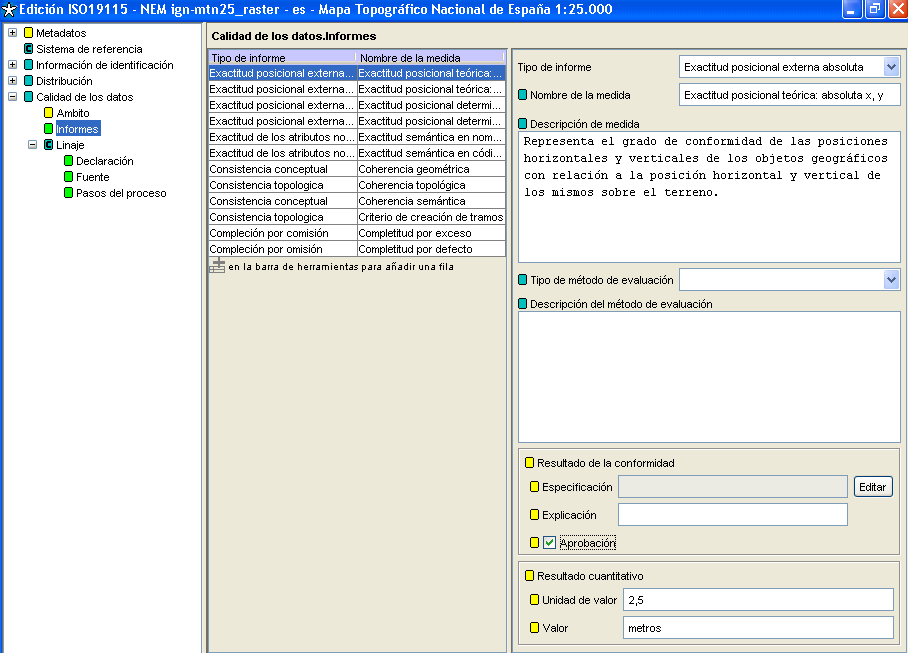 Edición ISO19115 - NEM ign-mtn25_raster - es - Mapa Topográfico Nacional de España 1:25.000
Metadatos
Sistema de referencia
Información de identificación
Distribución
Calidad de los datos
Ambito
Informes
Linaje
Declaración
Fuente
Pasos del proceso
Calidad de los datos.Informes
Tipo de informe Nombre de la medida
Exactitud posicional externa... Exactitud posicional teórica:...
Exactitud posicional externa... Exactitud posicional teórica:...
Exactitud posicional externa... Exactitud posicional determi...
Exactitud posicional externa... Exactitud posicional determi...
Exactitud de los atributos no... Exactitud semántica en nom...
Exactitud de los atributos no... Exactitud semántica en códi...
Consistencia conceptual Coherencia geométrica
Consistencia topologica Coherencia topológica
Consistencia conceptual Coherencia semántica
Consistencia topologica Criterio de creación de tramos
Compleción por comisión Completitud por exceso
Compleción por omisión Completitud por defecto
en la barra de herramientas para añadir una fila
Tipo de informe Exactitud posicional externa absoluta
Nombre de la medida Exactitud posicional teórica: absoluta x, y
Descripción de medida
Representa el grado de conformidad de las posiciones
horizontales y verticales de los objetos geográficos
con relación a la posición horizontal y vertical de
los mismos sobre el terreno.
Tipo de método de evaluación
Descripción del método de evaluación
Resultado de la conformidad
Especificación Editar
Explicación
Aprobación
Resultado cuantitativo
Unidad de valor 2,5
Valor metros